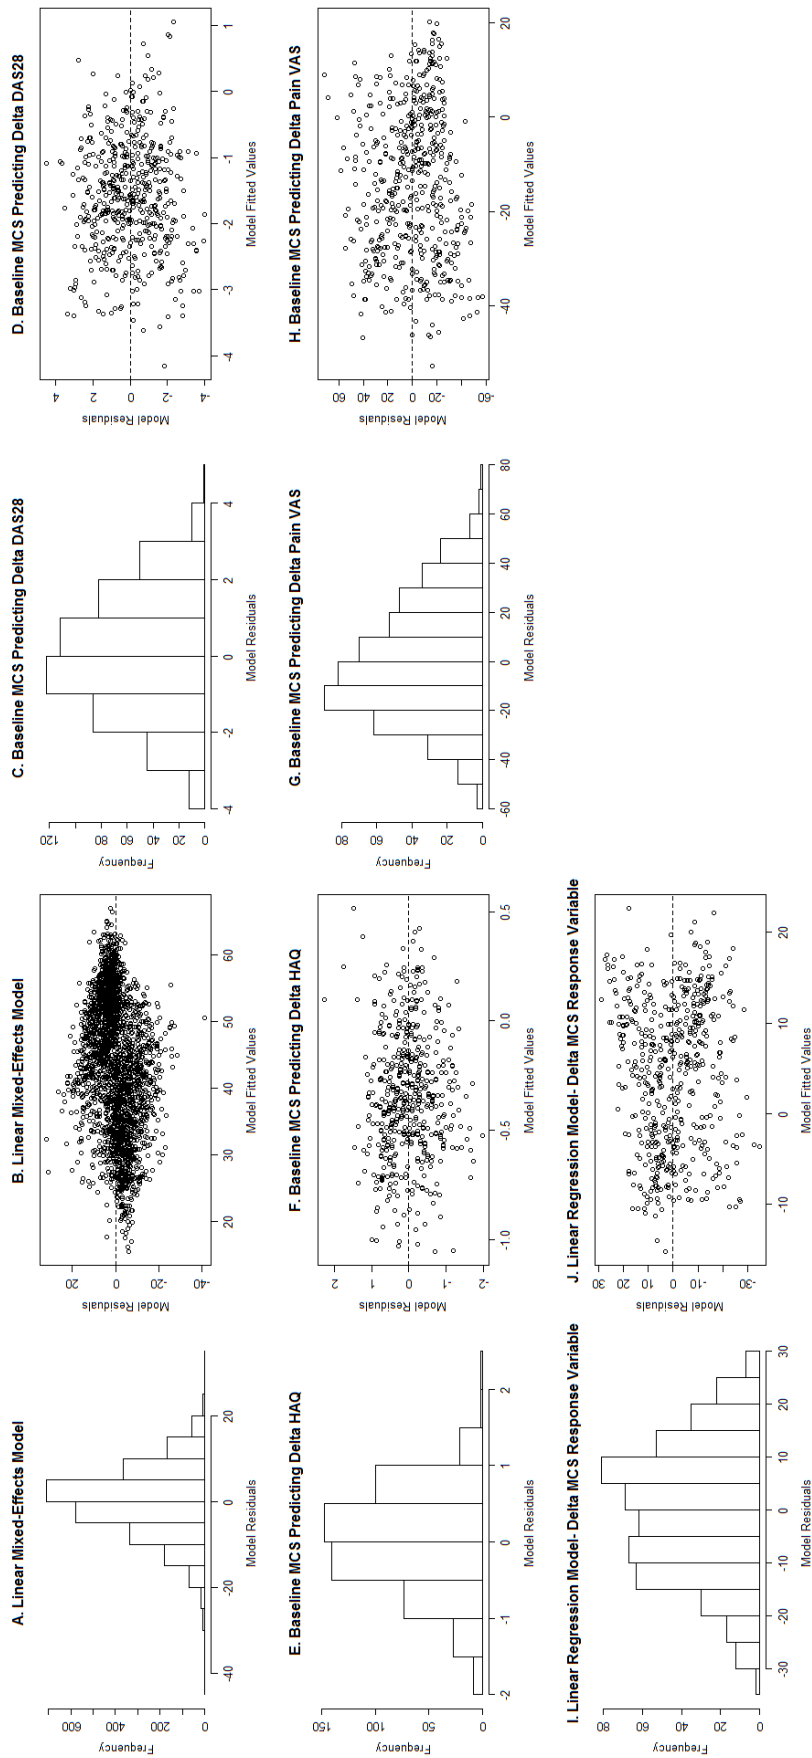 A. Linear Mixed-Effects Model
Frequency
600
400
200
0
-40 -20 0 20
Model Residuals
B. Linear Mixed-Effects Model
Model Residuals
20
0
-20
-40
20 30 40 50 60
Model Fitted Values
C. Baseline MCS Predicting Delta DAS28
Frequency
120
100
80
60
40
20
0
-4 -2 0 2 4
Model Residuals
D. Baseline MCS Predicting Delta DAS28
Model Residuals
4
2
0
-2
-4
-4 -3 -2 -1 0 1
Model Fitted Values
E. Baseline MCS Predicting Delta HAQ
Frequency
150
100
50
0
-2 -1 0 1 2
Model Residuals
F. Baseline MCS Predicting Delta HAQ
Model Residuals
2
1
0
-1
-2
-1.0 -0.5 0.0 0.5
Model Fitted Values
G. Baseline MCS Predicting Delta Pain VAS
Frequency
80
60
40
20
0
-60 -40 -20 0 20 40 60 80
Model Residuals
H. Baseline MCS Predicting Delta Pain VAS
Model Residuals
60
40
20
0
-20
-60
-40 -20 0 20
Model Fitted Values
I. Linear Regression Model- Delta MCS Response Variable
Frequency
80
60
40
20
0
-30 -20 -10 0 10 20 30
Model Residuals
J. Linear Regression Model- Delta MCS Response Variable
Model Residuals
30
20
10
0
-10
-30
-10 0 10 20
Model Fitted Values